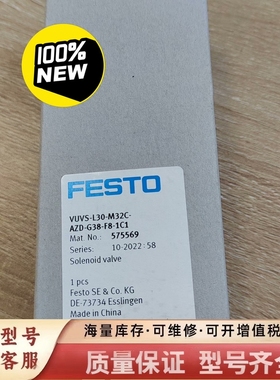 100%
NEW
FESTO
VUVS-L30-M32C-
AZD-G38-F8-1C1
Mat. No.: 575569
Series: 10-2022:58
Solenoid valve
1 pcs
Festo SE & Co. KG
DE-73734 Esslingen
Made in China
型号
客服
海量库存·可维修·可开增值税
质量保证 型号齐